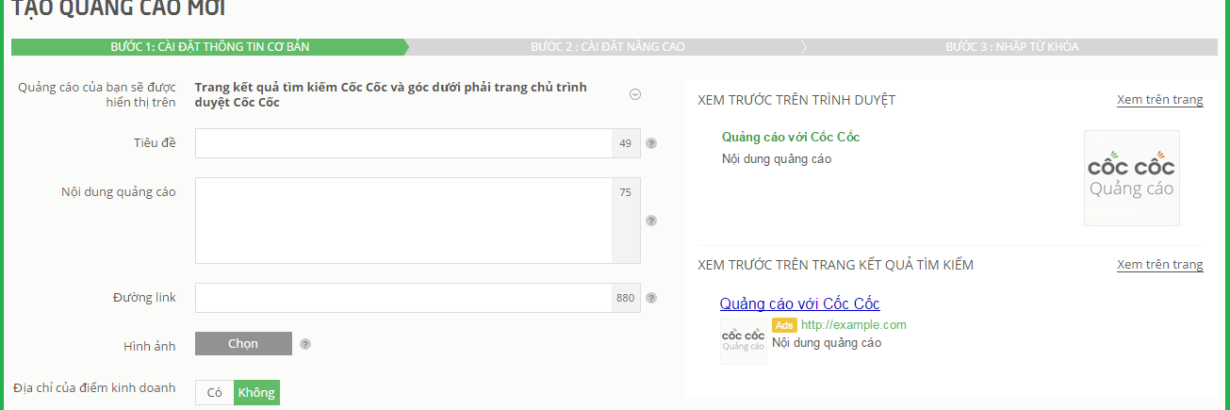 TẠO QUẢNG CÁO MỚI
BƯỚC 1: CÀI ĐẶT THÔNG TIN CƠ BẢN
BƯỚC 2 : CÀI ĐẶT NÂNG CAO
BƯỚC 3 : NHẬP TỪ KHÓA
Quảng cáo của bạn sẽ được
hiển thị trên
Trang kết quả tìm kiếm Cốc Cốc và góc dưới phải trang chủ trình
duyệt Cốc Cốc
Tiêu đề
49
?
Nội dung quảng cáo
75
?
Đường link
880
?
Hình ảnh
Chọn
?
Địa chỉ của điểm kinh doanh
Có
Không
XEM TRƯỚC TRÊN TRÌNH DUYỆT
Xem trên trang
Quảng cáo với Cốc Cốc
Nội dung quảng cáo
cốc cốc
Quảng cáo
XEM TRƯỚC TRÊN TRANG KẾT QUẢ TÌM KIẾM
Xem trên trang
Quảng cáo với Cốc Cốc
cốc cốc
Quảng cáo
Ads http://example.com
Nội dung quảng cáo